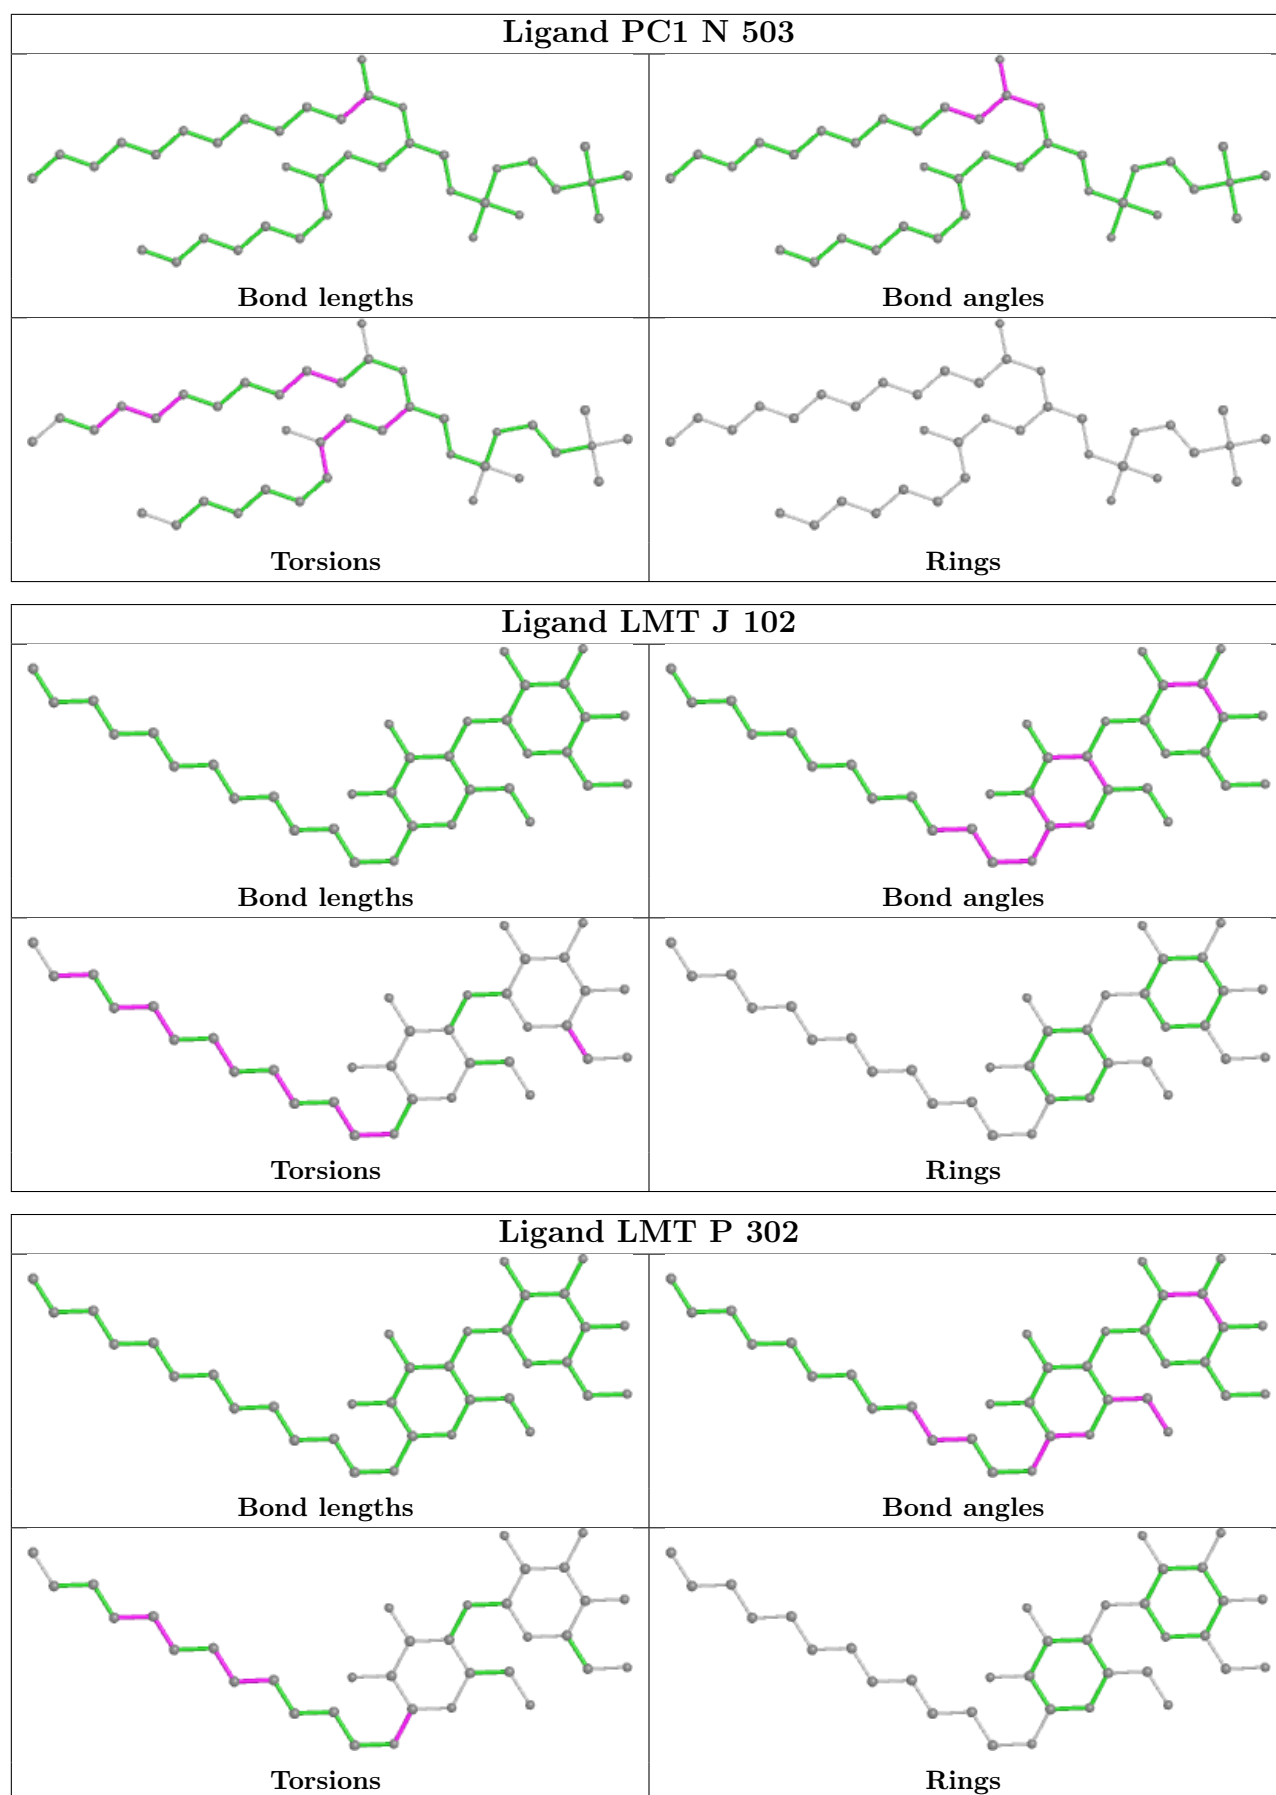 Ligand PC1 N 503
Bond lengths
Bond angles
Torsions
Rings
Ligand LMT J 102
Bond lengths
Bond angles
Torsions
Rings
Ligand LMT P 302
Bond lengths
Bond angles
Torsions
Rings